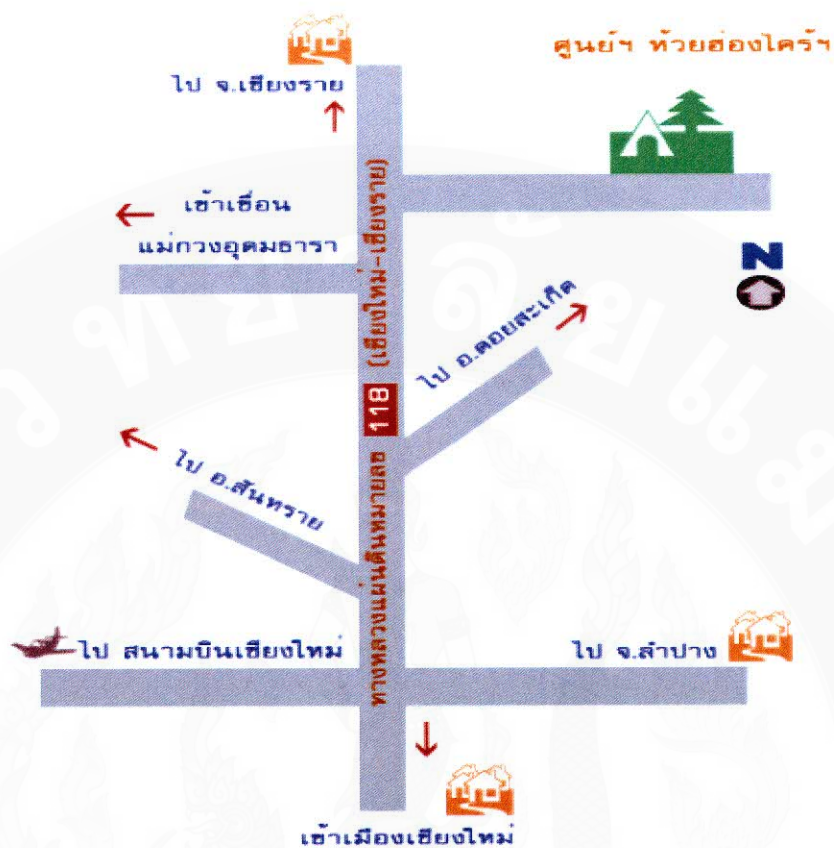 ศูนย์ฯ ห้วยฮ่องไคร้ฯ
ไป จ.เชียงราย
เข้าเขื่อน
แม่กวงอุดมธารา
N
ไป อ.ดอยสะเก็ด
ทางหลวงแผ่นดินหมายเลข 118 (เชียงใหม่-เชียงราย)
ไป อ.สันทราย
ไป สนามบินเชียงใหม่
ไป จ.ลำปาง
เข้าเมืองเชียงใหม่